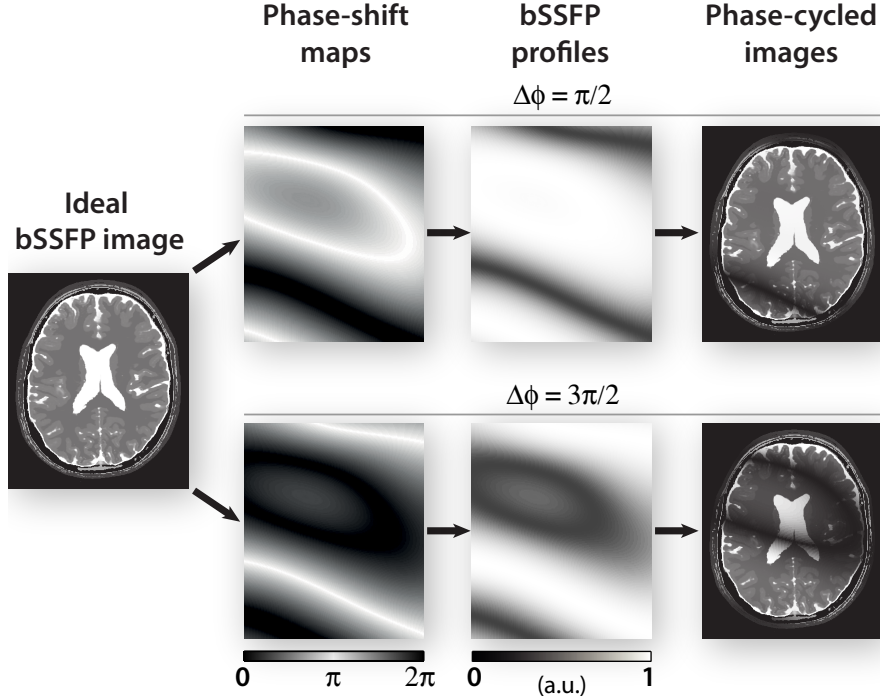 Phase-shift maps
bSSFP profiles
Phase-cycled images
Δϕ = π/2
Ideal
bSSFP image
Δϕ = 3π/2
0 π 2π
0 (a.u.) 1